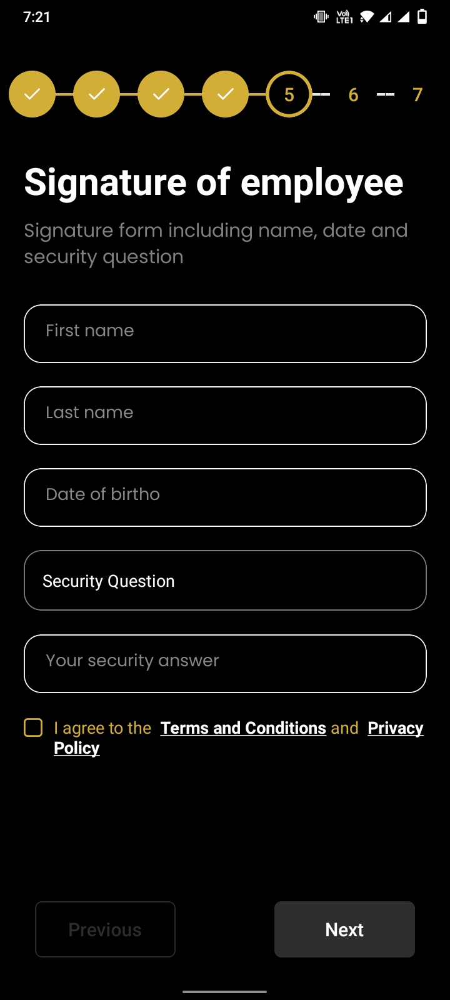 7:21
Vo) LTE1
5 6 7
Signature of employee
Signature form including name, date and
security question
First name
Last name
Date of birtho
Security Question
Your security answer
I agree to the Terms and Conditions and Privacy
Policy
Previous Next